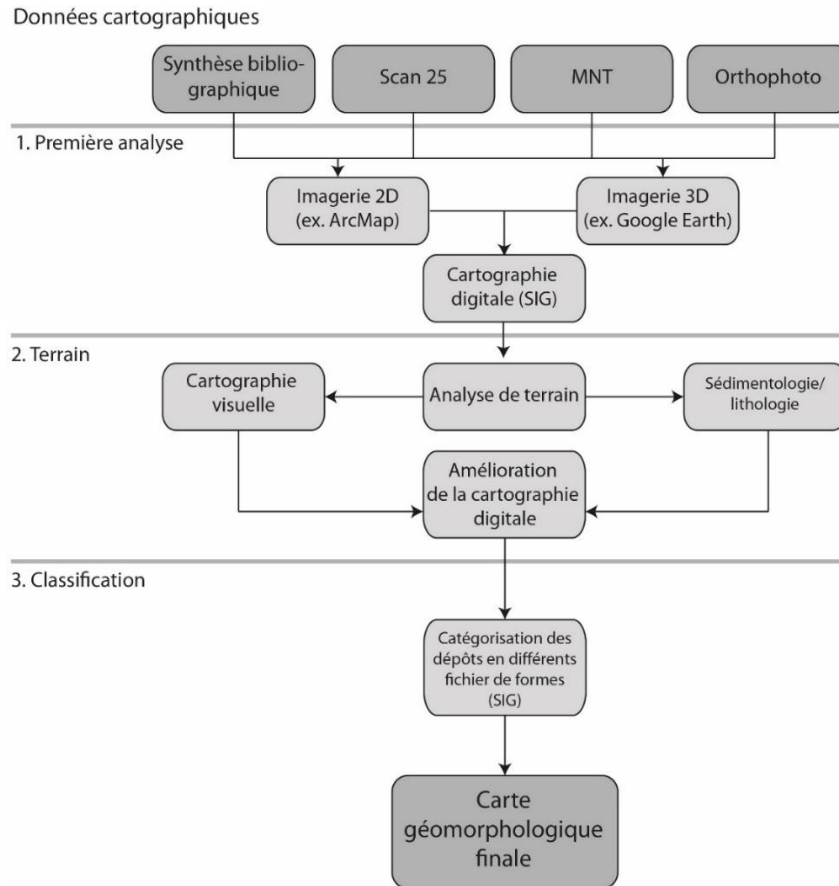 Données cartographiques
Synthèse biblio-
graphique
Scan 25
MNT
Orthophoto
1. Première analyse
Imagerie 2D
(ex. ArcMap)
Imagerie 3D
(ex. Google Earth)
Cartographie
digitale (SIG)
2. Terrain
Cartographie
visuelle
Analyse de terrain
Sédimentologie/
lithologie
Amélioration
de la cartographie
digitale
3. Classification
Catégorisation des
dépôts en différents
fichier de formes
(SIG)
Carte
géomorphologique
finale